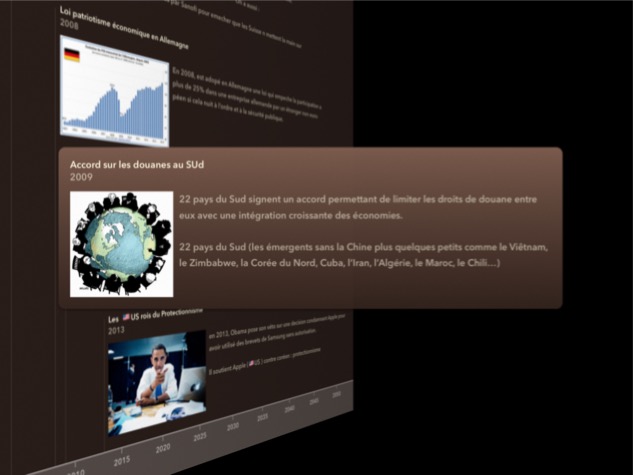 par Sanofi pour empecher que les Suisse
Loi patriotisme économique en Allemagne
2008
En 2008, est adopté en Allemagne une loi qui empeche la participation a
plus de 25% dans une entreprise allemande par un étranger non euro
péen si cela nuit à l'ordre et à la sécurité publique.
Accord sur les douanes au SUd
2009
22 pays du Sud signent un accord permettant de limiter les droits de douane entre
eux avec une intégration croissante des économies.
22 pays du Sud (les émergents sans la Chine plus quelques petits comme le Viêtnam,
le Zimbabwe, la Corée du Nord, Cuba, l'Iran, l'Algérie, le Maroc, le Chili...)
Les US rois du Protectionnisme
2013
en 2013, Obama pose son véto sur une décision condamnant Apple pour
avoir utilisé des brevets de Samsung sans autorisation.
Il soutient Apple ( US ) contre coréen : protectionnisme
2010 2015 2020 2025 2030 2035 2040 2045 2050